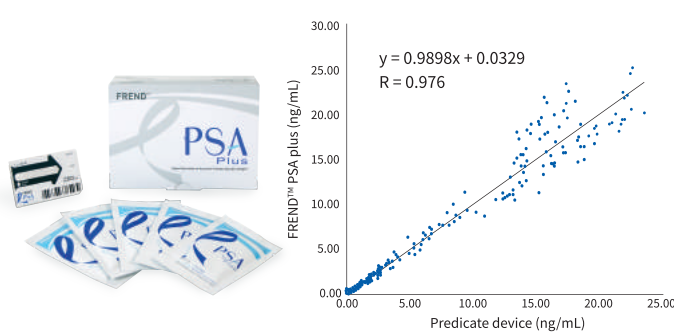 FREND™
PSA
Plus
PSA
30.00
25.00
20.00
15.00
10.00
5.00
0.00
FREND™ PSA plus (ng/mL)
y = 0.9898x + 0.0329
R = 0.976
0.00 5.00 10.00 15.00 20.00 25.00
Predicate device (ng/mL)